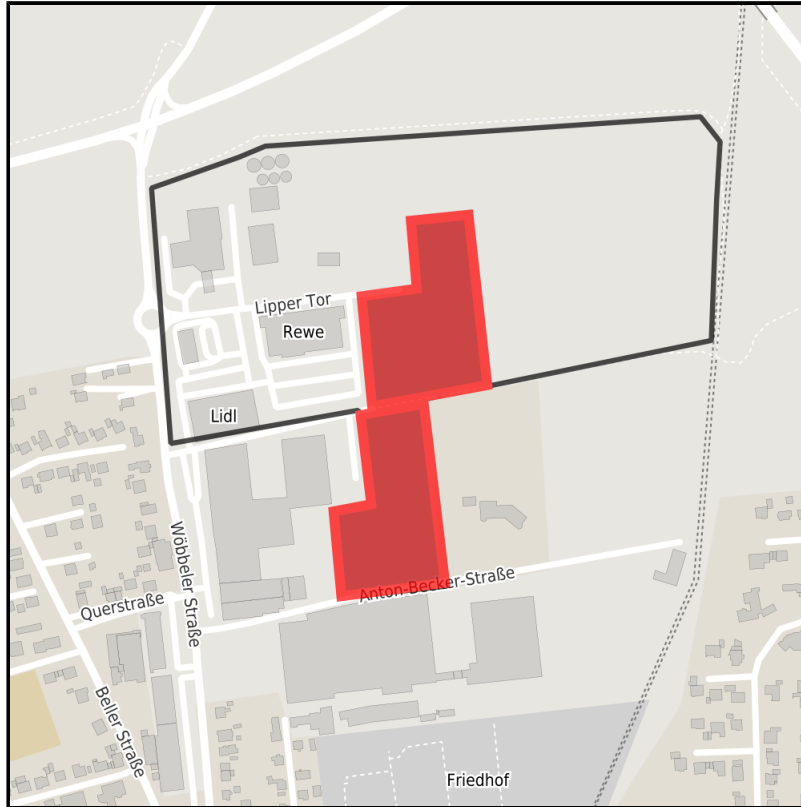 Lipper Tor
Rewe
Lidl
Wöbbeler Straße
Anton-Becker-Straße
Querstraße
Beller Straße
Friedhof